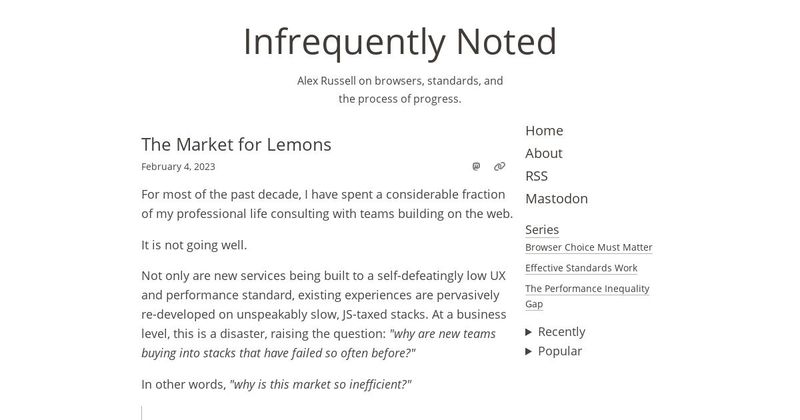 Infrequently Noted
Alex Russell on browsers, standards, and
the process of progress.
The Market for Lemons
February 4, 2023
For most of the past decade, I have spent a considerable fraction
of my professional life consulting with teams building on the web.
It is not going well.
Not only are new services being built to a self-defeatingly low UX
and performance standard, existing experiences are pervasively
re-developed on unspeakably slow, JS-taxed stacks. At a business
level, this is a disaster, raising the question: "why are new teams
buying into stacks that have failed so often before?"
In other words, "why is this market so inefficient?"
Home
About
RSS
Mastodon
Series
Browser Choice Must Matter
Effective Standards Work
The Performance Inequality
Gap
Recently
Popular